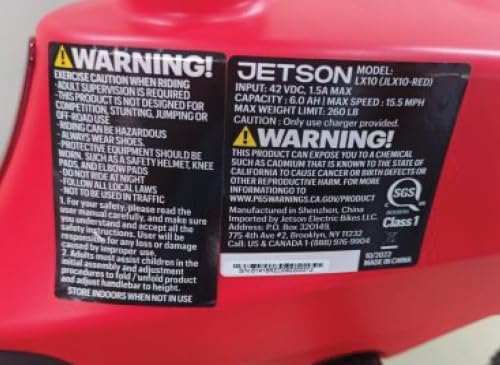 WARNING!
EXERCISE CAUTION WHEN RIDING
-ADULT SUPERVISION IS REQUIRED
-THIS PRODUCT IS NOT DESIGNED FOR
COMPETITION, STUNTING, JUMPING OR
OFF-ROAD USE
-RIDING CAN BE HAZARDOUS
-ALWAYS WEAR SHOES.
-PROTECTIVE EQUIPMENT SHOULD BE
WORN, SUCH AS A SAFETY HELMET, KNEE
PADS, AND ELBOW PADS
-DO NOT RIDE AT NIGHT
-FOLLOW ALL LOCAL LAWS
-NOT TO BE USED IN TRAFFIC
1. For your safety, please read the
user manual carefully, and make sure
you understand and accept all the
safety instructions. User will be
responsible for any loss or damage
caused by improper use.
2. Adults must assist children in the
initial assembly and adjustment
procedures to fold / unfold product
and adjust handlebar to height.
STORE INDOORS WHEN NOT IN USE
JETSON
MODEL:
LX10 (JLX10-RED)
INPUT: 42 VDC, 1.5A MAX
CAPACITY: 6.0 AH | MAX SPEED: 15.5 MPH
MAX WEIGHT LIMIT: 260 LB
CAUTION: Only use charger provided.
WARNING!
THIS PRODUCT CAN EXPOSE YOU TO A CHEMICAL
SUCH AS CADMIUM THAT IS KNOWN TO THE STATE OF
CALIFORNIA TO CAUSE CANCER OR BIRTH DEFECTS OR
OTHER REPRODUCTIVE HARM. FOR MORE
INFORMATIONGO TO
WWW.P65WARNINGS.CA.GOV/PRODUCT
Manufactured in Shenzhen, China
Imported by Jetson Electric Bikes LLC.
Address: P.O. Box 320149,
775 4th Ave #2, Brooklyn, NY 11232
Call: US & CANADA 1-(888) 976-9904
SGS
Class 1
10/2022
MADE IN CHINA